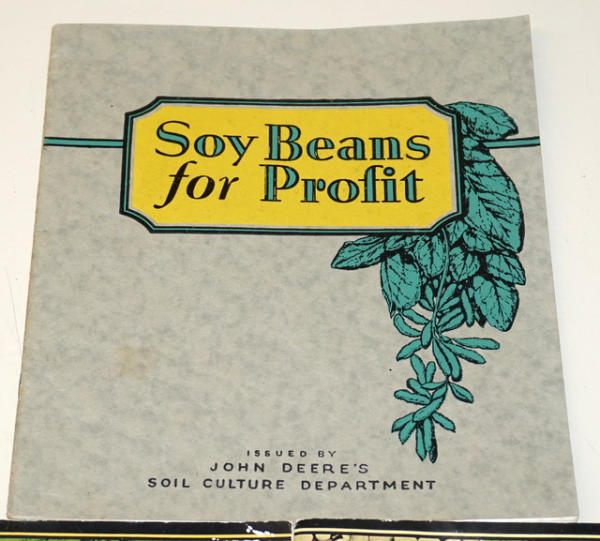 Soy Beans
for Profit
ISSUED BY
JOHN DEERE'S
SOIL CULTURE DEPARTMENT